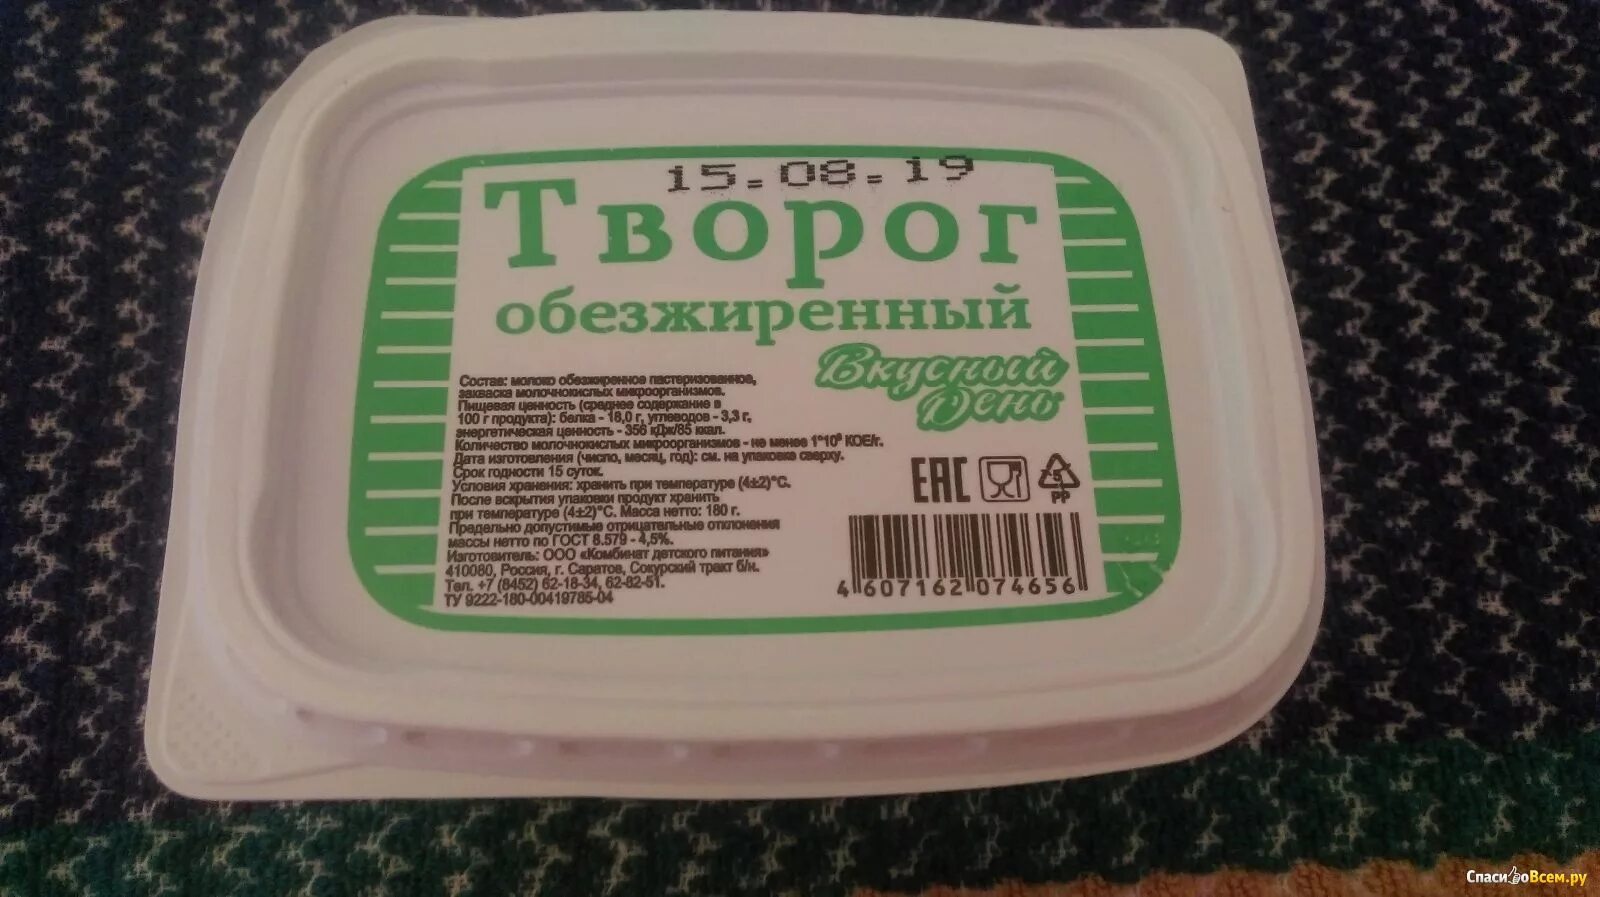 15.08.19
Творог
обезжиренный
Вкусный
День
Состав: молоко обезжиренное пастеризованное,
закваска молочнокислых микроорганизмов.
Пищевая ценность (среднее содержание в
100 г продукта): белка - 18,0 г, углеводов - 3,3 г,
энергетическая ценность - 356 кДж/85 ккал.
Количество молочнокислых микроорганизмов - не менее 1*10⁶ КОЕ/г.
Дата изготовления (число, месяц, год): см. на упаковке сверху.
Срок годности 15 суток.
Условия хранения: хранить при температуре (4±2)°С.
После вскрытия упаковки продукт хранить
при температуре (4±2)°С. Масса нетто: 180 г.
Предельно допустимые отрицательные отклонения
массы нетто по ГОСТ 8.579 - 4,5%.
Изготовитель: ООО «Комбинат детского питания»
410080, Россия, г. Саратов, Сокурский тракт б/н.
Тел. +7 (8452) 62-18-34, 62-82-51.
ТУ 9222-180-00419785-04
EAC
5
PP
4 607162 074656
СпасибоВсем.ру